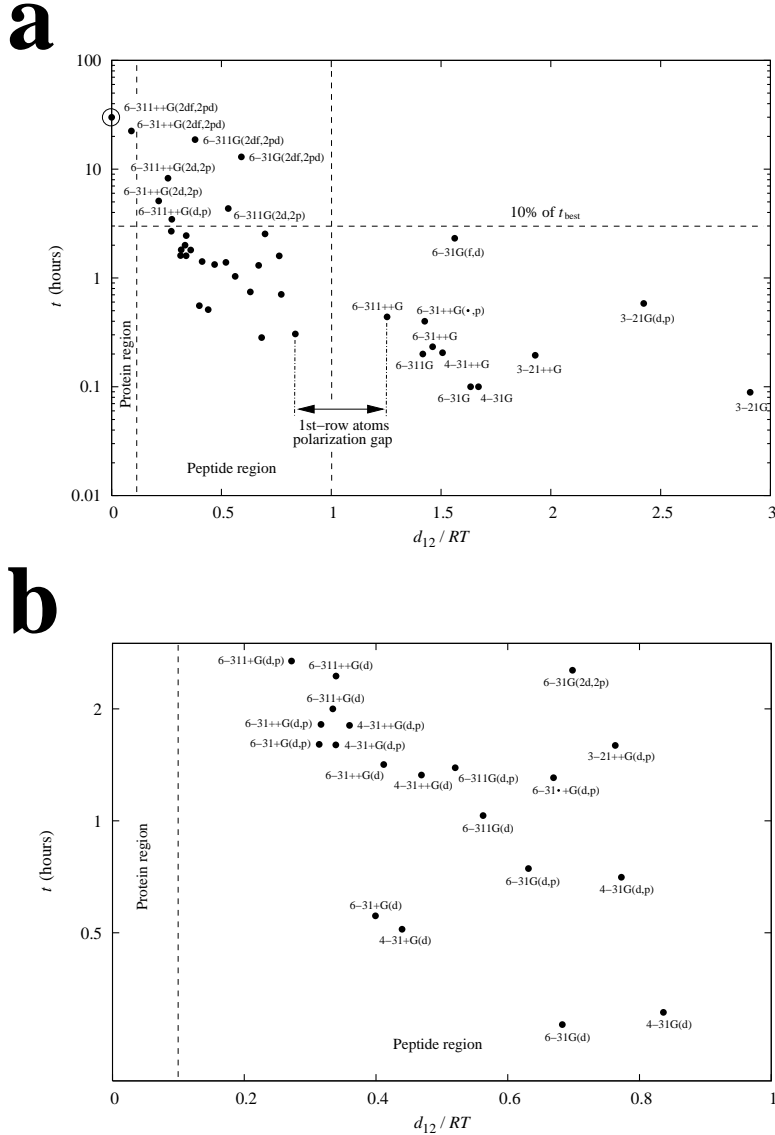 a
100
10
1
0.1
0.01
t (hours)
6–311++G(2df,2pd)
6–31++G(2df,2pd)
6–311G(2df,2pd)
6–31G(2df,2pd)
6–311++G(2d,2p)
6–31++G(2d,2p)
6–311++G(d,p)
6–311G(2d,2p)
10% of tbest
6–31G(f,d)
6–311++G
6–31++G(•,p)
3–21G(d,p)
6–31++G
6–311G
4–31++G
3–21++G
6–31G
4–31G
3–21G
Protein region
1st–row atoms
polarization gap
Peptide region
0
0.5
1
1.5
2
2.5
3
d12 / RT
b
2
1
0.5
t (hours)
6–311+G(d,p)
6–311++G(d)
6–31G(2d,2p)
6–311+G(d)
6–31++G(d,p)
4–31++G(d,p)
6–31+G(d,p)
4–31+G(d,p)
3–21++G(d,p)
6–31++G(d)
4–31++G(d)
6–311G(d,p)
6–31•+G(d,p)
6–311G(d)
6–31G(d,p)
4–31G(d,p)
6–31+G(d)
4–31+G(d)
6–31G(d)
4–31G(d)
Protein region
Peptide region
0
0.2
0.4
0.6
0.8
1
d12 / RT